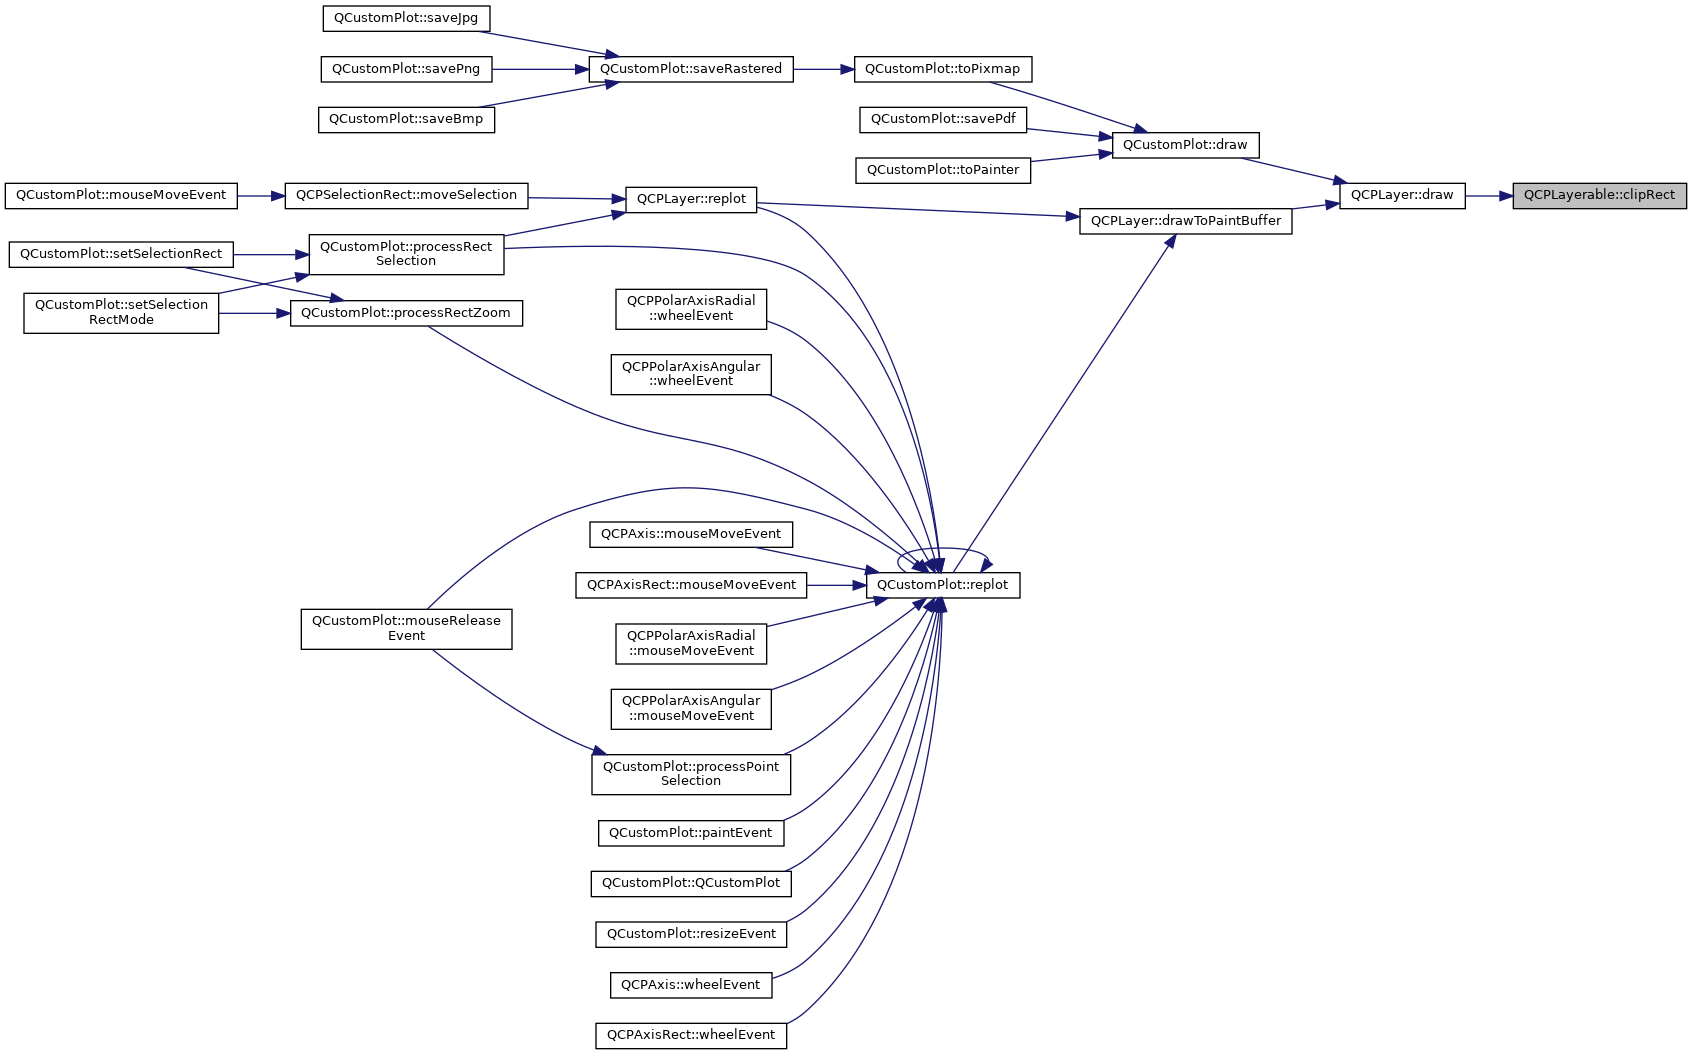 QCustomPlot::saveJpg
QCustomPlot::savePng
QCustomPlot::saveRastered
QCustomPlot::toPixmap
QCustomPlot::saveBmp
QCustomPlot::savePdf
QCustomPlot::draw
QCustomPlot::toPainter
QCustomPlot::mouseMoveEvent
QCPSelectionRect::moveSelection
QCPLayer::replot
QCPLayer::draw
QCPLayerable::clipRect
QCPLayer::drawToPaintBuffer
QCustomPlot::setSelectionRect
QCustomPlot::processRect
Selection
QCustomPlot::setSelection
RectMode
QCustomPlot::processRectZoom
QCPPolarAxisRadial
::wheelEvent
QCPPolarAxisAngular
::wheelEvent
QCPAxis::mouseMoveEvent
QCPAxisRect::mouseMoveEvent
QCustomPlot::replot
QCustomPlot::mouseRelease
Event
QCPPolarAxisRadial
::mouseMoveEvent
QCPPolarAxisAngular
::mouseMoveEvent
QCustomPlot::processPoint
Selection
QCustomPlot::paintEvent
QCustomPlot::QCustomPlot
QCustomPlot::resizeEvent
QCPAxis::wheelEvent
QCPAxisRect::wheelEvent